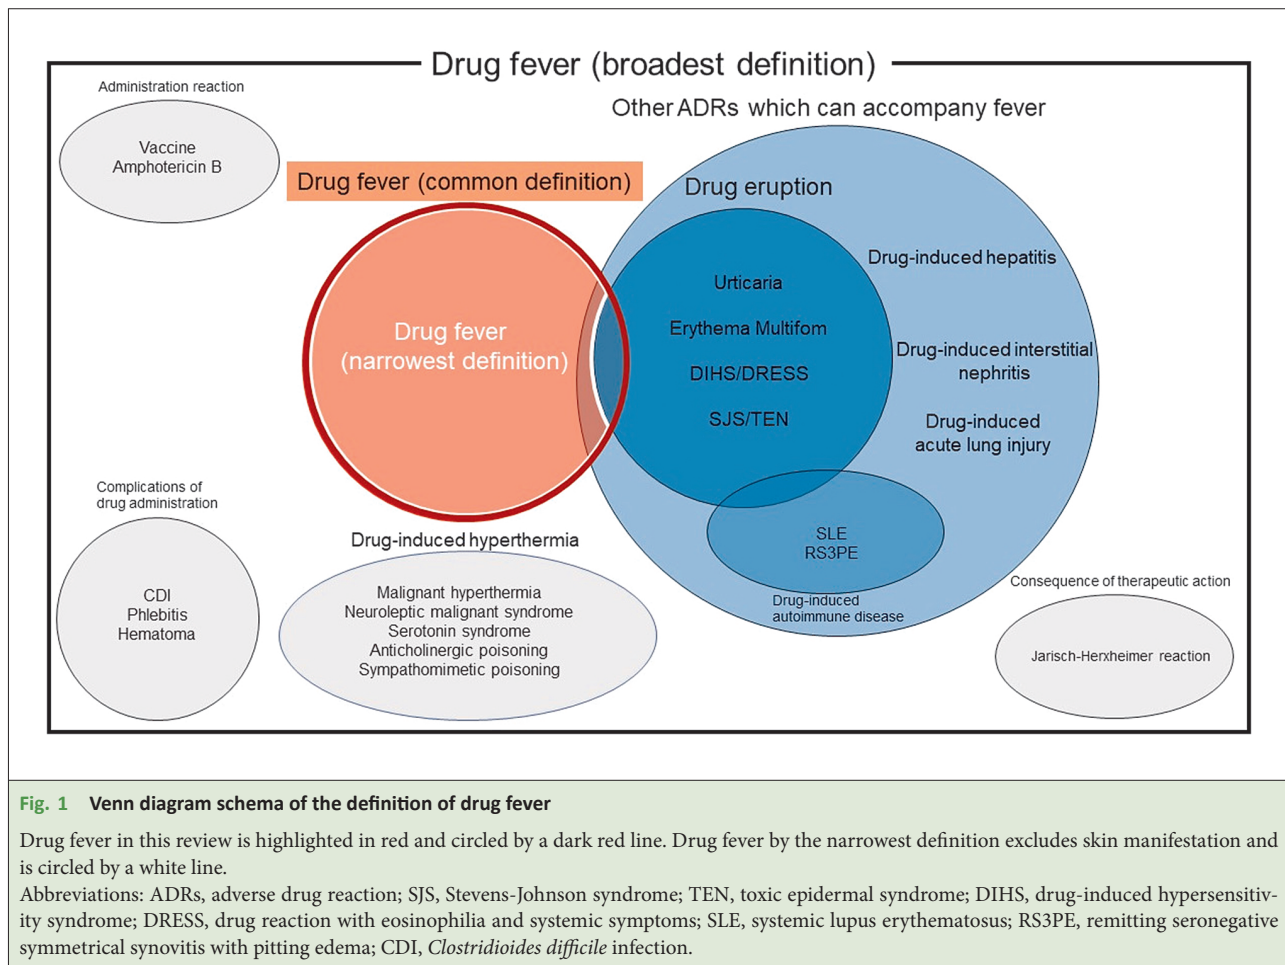 Drug fever (broadest definition)
Administration reaction
Vaccine
Amphotericin B
Other ADRs which can accompany fever
Drug fever (common definition)
Drug eruption
Drug fever
(narrowest definition)
Urticaria
Erythema Multifom
DIHS/DRESS
SJS/TEN
Drug-induced hepatitis
Drug-induced interstitial
nephritis
Drug-induced
acute lung injury
SLE
RS3PE
Drug-induced
autoimmune disease
Complications of
drug administration
CDI
Phlebitis
Hematoma
Drug-induced hyperthermia
Malignant hyperthermia
Neuroleptic malignant syndrome
Serotonin syndrome
Anticholinergic poisoning
Sympathomimetic poisoning
Consequence of therapeutic action
Jarisch-Herxheimer reaction
Fig. 1 Venn diagram schema of the definition of drug fever
Drug fever in this review is highlighted in red and circled by a dark red line. Drug fever by the narrowest definition excludes skin manifestation and
is circled by a white line.
Abbreviations: ADRs, adverse drug reaction; SJS, Stevens-Johnson syndrome; TEN, toxic epidermal syndrome; DIHS, drug-induced hypersensitiv-
ity syndrome; DRESS, drug reaction with eosinophilia and systemic symptoms; SLE, systemic lupus erythematosus; RS3PE, remitting seronegative
symmetrical synovitis with pitting edema; CDI, Clostridioides difficile infection.